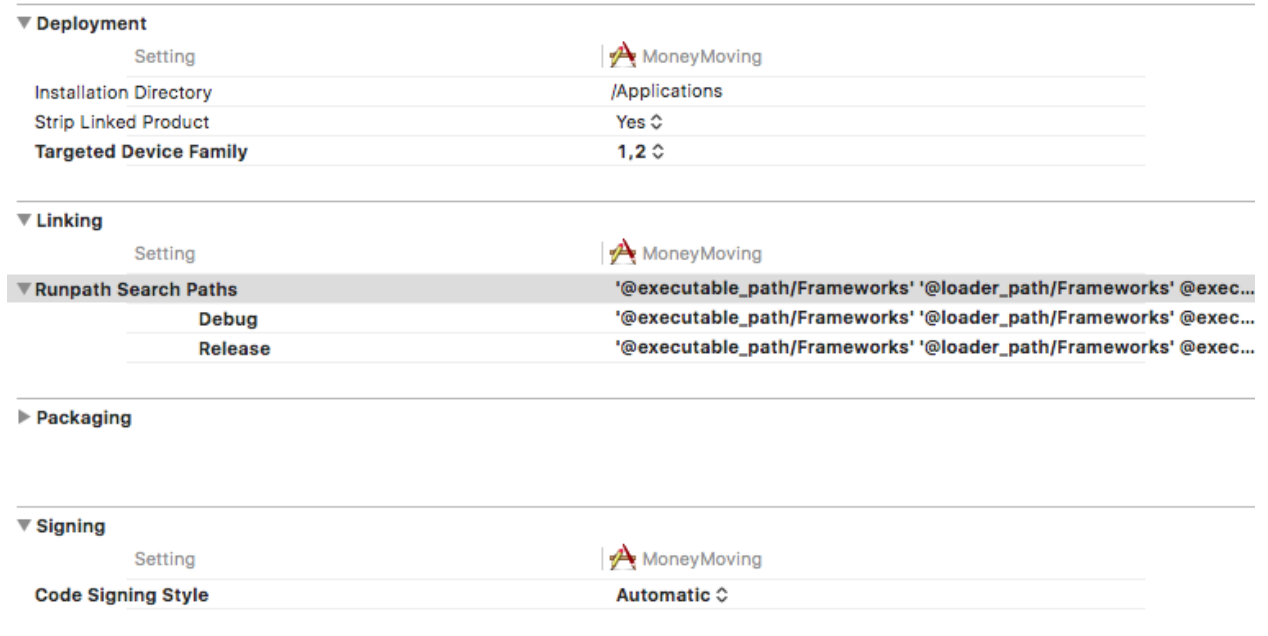 Deployment
Setting MoneyMoving
Installation Directory /Applications
Strip Linked Product Yes
Targeted Device Family 1,2
Linking
Setting MoneyMoving
Runpath Search Paths '@executable_path/Frameworks' '@loader_path/Frameworks' @exec...
Debug '@executable_path/Frameworks' '@loader_path/Frameworks' @exec...
Release '@executable_path/Frameworks' '@loader_path/Frameworks' @exec...
Packaging
Signing
Setting MoneyMoving
Code Signing Style Automatic